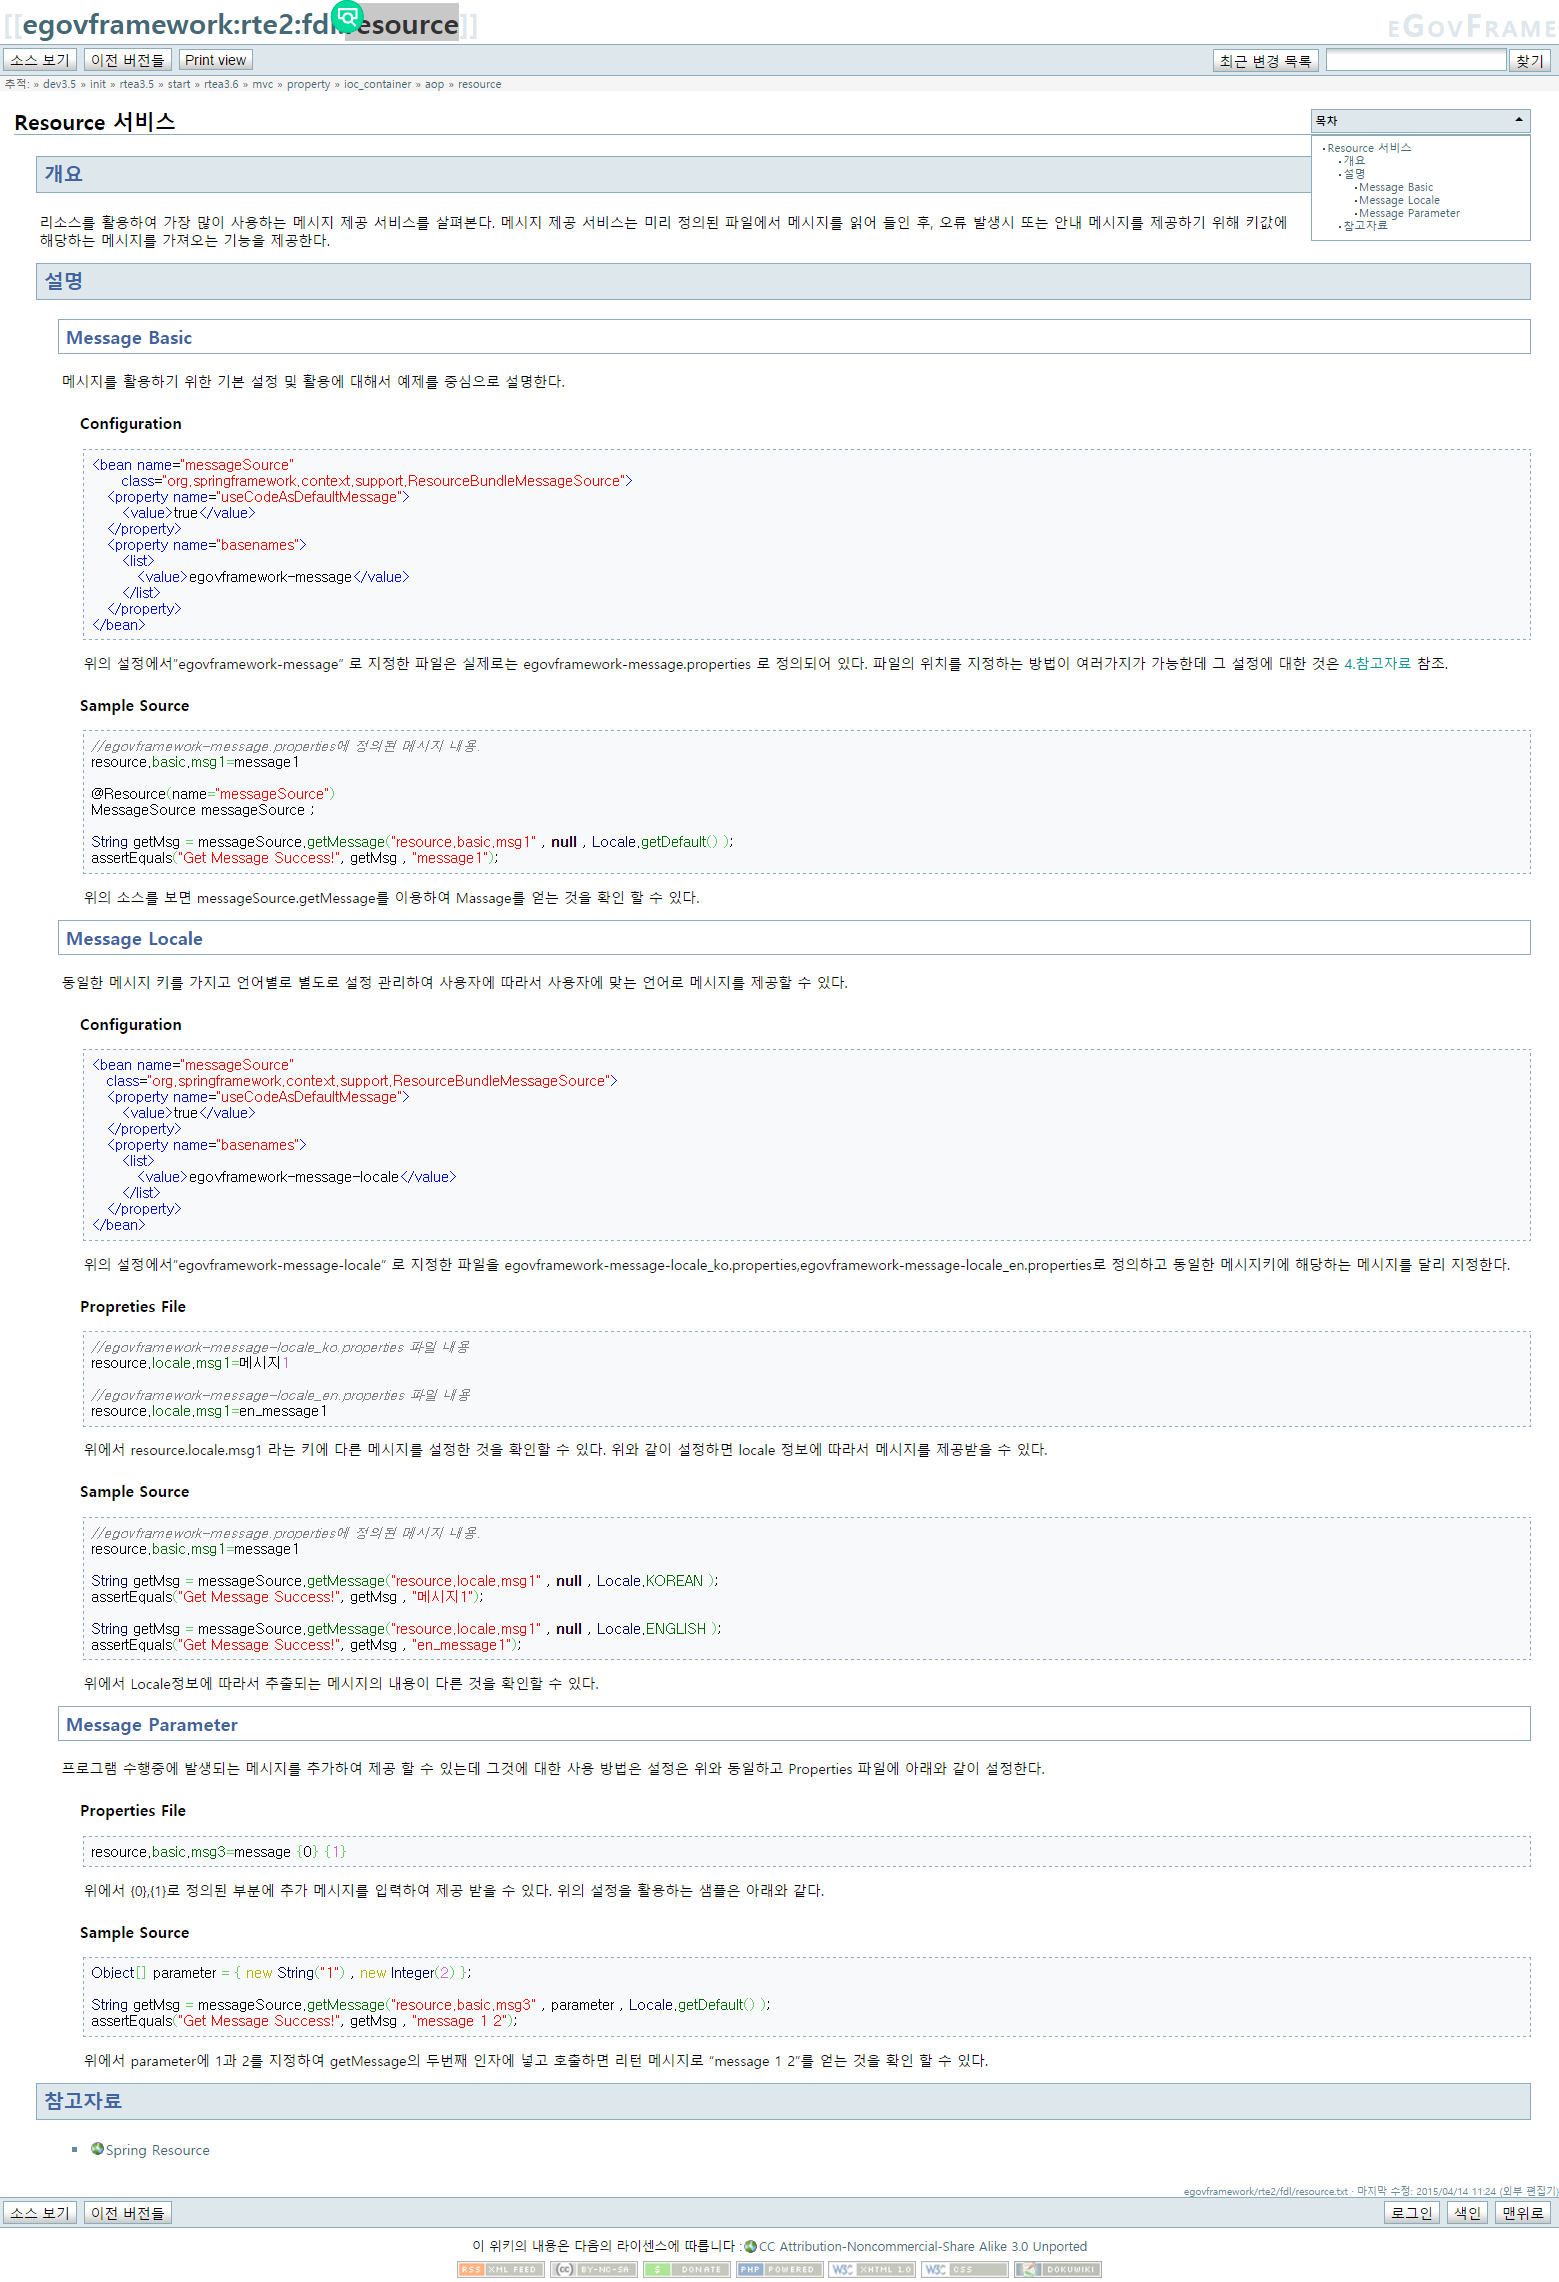 [[egovframework:rte2:fdl:resource]]
eGovFrame
소스 보기 이전 버전들 Print view 최근 변경 목록 찾기
추적: » dev3.5 » init » rtea3.5 » start » rtea3.6 » mvc » property » ioc_container » aop » resource
Resource 서비스
목차
·Resource 서비스
·개요
·설명
·Message Basic
·Message Locale
·Message Parameter
·참고자료
개요
리소스를 활용하여 가장 많이 사용하는 메시지 제공 서비스를 살펴본다. 메시지 제공 서비스는 미리 정의된 파일에서 메시지를 읽어 들인 후, 오류 발생시 또는 안내 메시지를 제공하기 위해 키값에
해당하는 메시지를 가져오는 기능을 제공한다.
설명
Message Basic
메시지를 활용하기 위한 기본 설정 및 활용에 대해서 예제를 중심으로 설명한다.
Configuration
<bean name="messageSource"
class="org.springframework.context.support.ResourceBundleMessageSource">
<property name="useCodeAsDefaultMessage">
<value>true</value>
</property>
<property name="basenames">
<list>
<value>egovframework-message</value>
</list>
</property>
</bean>
위의 설정에서"egovframework-message" 로 지정한 파일은 실제로는 egovframework-message.properties 로 정의되어 있다. 파일의 위치를 지정하는 방법이 여러가지가 가능한데 그 설정에 대한 것은 4.참고자료 참조.
Sample Source
//egovframework-message.properties에 정의된 메시지 내용.
resource.basic.msg1=message1
@Resource(name="messageSource")
MessageSource messageSource ;
String getMsg = messageSource.getMessage("resource.basic.msg1" , null , Locale.getDefault() );
assertEquals("Get Message Success!", getMsg , "message1");
위의 소스를 보면 messageSource.getMessage를 이용하여 Massage를 얻는 것을 확인 할 수 있다.
Message Locale
동일한 메시지 키를 가지고 언어별로 별도로 설정 관리하여 사용자에 따라서 사용자에 맞는 언어로 메시지를 제공할 수 있다.
Configuration
<bean name="messageSource"
class="org.springframework.context.support.ResourceBundleMessageSource">
<property name="useCodeAsDefaultMessage">
<value>true</value>
</property>
<property name="basenames">
<list>
<value>egovframework-message-locale</value>
</list>
</property>
</bean>
위의 설정에서"egovframework-message-locale" 로 지정한 파일을 egovframework-message-locale_ko.properties,egovframework-message-locale_en.properties로 정의하고 동일한 메시지키에 해당하는 메시지를 달리 지정한다.
Propreties File
//egovframework-message-locale_ko.properties 파일 내용
resource.locale.msg1=메시지1
//egovframework-message-locale_en.properties 파일 내용
resource.locale.msg1=en_message1
위에서 resource.locale.msg1 라는 키에 다른 메시지를 설정한 것을 확인할 수 있다. 위와 같이 설정하면 locale 정보에 따라서 메시지를 제공받을 수 있다.
Sample Source
//egovframework-message.properties에 정의된 메시지 내용.
resource.basic.msg1=message1
String getMsg = messageSource.getMessage("resource.locale.msg1" , null , Locale.KOREAN );
assertEquals("Get Message Success!", getMsg , "메시지1");
String getMsg = messageSource.getMessage("resource.locale.msg1" , null , Locale.ENGLISH );
assertEquals("Get Message Success!", getMsg , "en_message1");
위에서 Locale정보에 따라서 추출되는 메시지의 내용이 다른 것을 확인할 수 있다.
Message Parameter
프로그램 수행중에 발생되는 메시지를 추가하여 제공 할 수 있는데 그것에 대한 사용 방법은 설정은 위와 동일하고 Properties 파일에 아래와 같이 설정한다.
Properties File
resource.basic.msg3=message {0} {1}
위에서 {0},{1}로 정의된 부분에 추가 메시지를 입력하여 제공 받을 수 있다. 위의 설정을 활용하는 샘플은 아래와 같다.
Sample Source
Object[] parameter = { new String("1") , new Integer(2) };
String getMsg = messageSource.getMessage("resource.basic.msg3" , parameter , Locale.getDefault() );
assertEquals("Get Message Success!", getMsg , "message 1 2");
위에서 parameter에 1과 2를 지정하여 getMessage의 두번째 인자에 넣고 호출하면 리턴 메시지로 "message 1 2"를 얻는 것을 확인 할 수 있다.
참고자료
Spring Resource
egovframework/rte2/fdl/resource.txt · 마지막 수정: 2015/04/14 11:24 (외부 편집기)
소스 보기 이전 버전들 로그인 색인 맨위로
이 위키의 내용은 다음의 라이센스에 따릅니다 : CC Attribution-Noncommercial-Share Alike 3.0 Unported
RSS XML FEED (cc) BY-NC-SA $ DONATE PHP POWERED W3C XHTML 1.0 W3C CSS DOKUWIKI